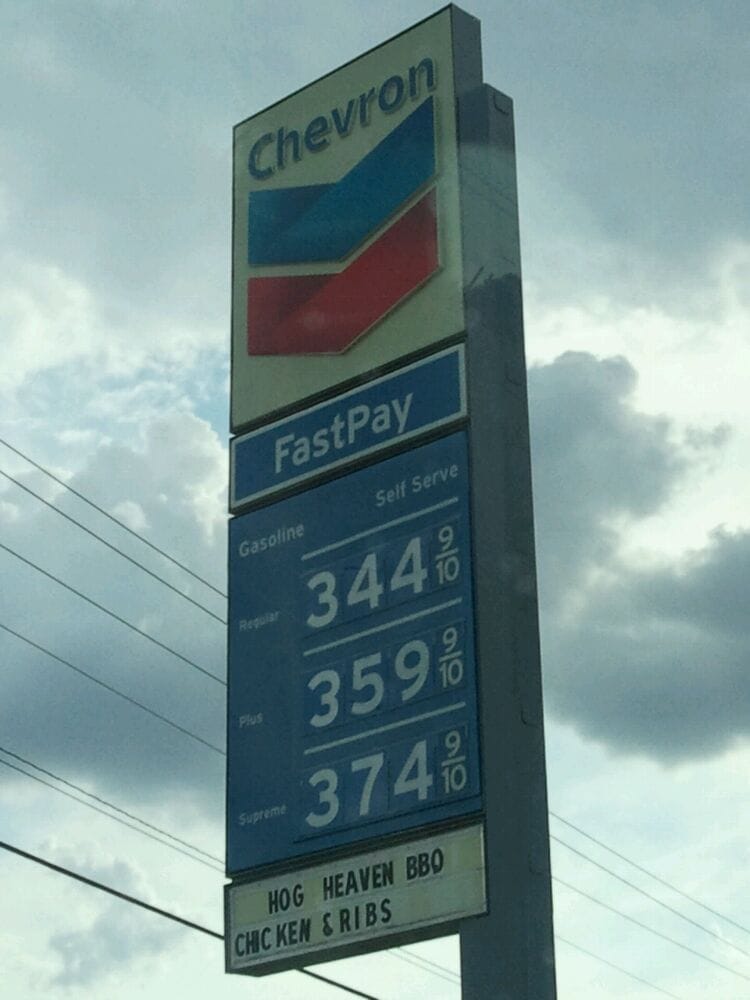 Chevron
FastPay
Self Serve
Gasoline
Regular 344 9/10
Plus 359 9/10
Supreme 374 9/10
HOG HEAVEN BBO
CHICKEN & RIBS